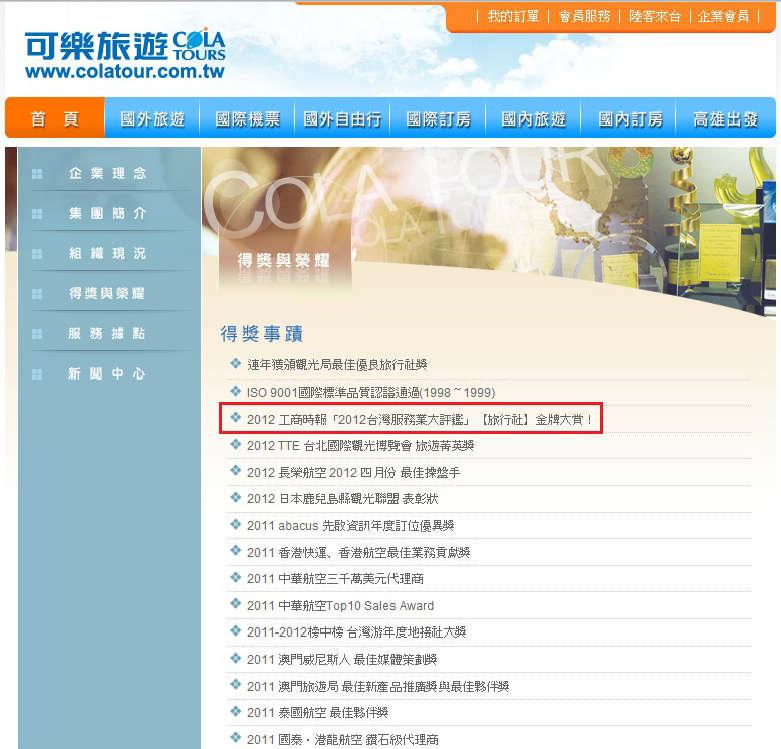 | 我的訂單 | 會員服務 | 陸客來台 | 企業會員 |
可樂旅遊 COLA TOURS
www.colatour.com.tw
首 頁 國外旅遊 國際機票 國外自由行 國際訂房 國內旅遊 國內訂房 高雄出發
企業理念
集團簡介
組織現況
得獎與榮耀
服務據點
新聞中心
COLA TOUR
COLA TOUR
得獎與榮耀
得獎事蹟
連年獲頒觀光局最佳優良旅行社獎
ISO 9001國際標準品質認證通過(1998～1999)
2012 工商時報「2012台灣服務業大評鑑」【旅行社】金牌大賞！
2012 TTE 台北國際觀光博覽會 旅遊菁英獎
2012 長榮航空 2012 四月份 最佳操盤手
2012 日本鹿兒島縣觀光聯盟 表彰狀
2011 abacus 先啟資訊年度訂位優異獎
2011 香港快運、香港航空最佳業務貢獻獎
2011 中華航空三千萬美元代理商
2011 中華航空Top10 Sales Award
2011-2012榜中榜 台灣游年度地接社大獎
2011 澳門威尼斯人 最佳媒體策劃獎
2011 澳門旅遊局 最佳新產品推廣獎與最佳夥伴獎
2011 泰國航空 最佳夥伴獎
2011 國泰‧港龍航空 鑽石級代理商